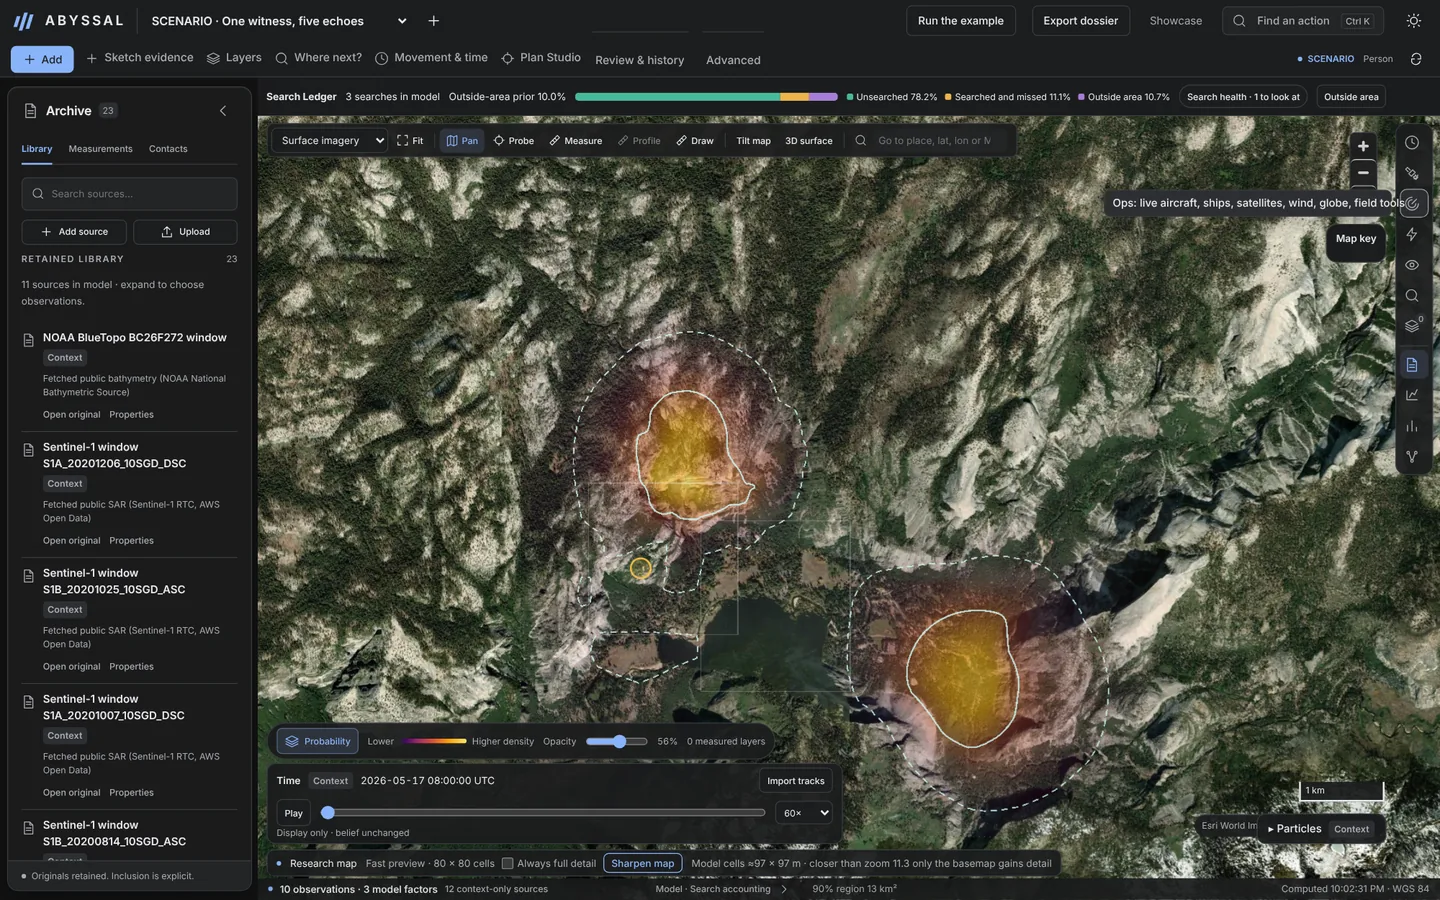 ABYSSAL
SCENARIO · One witness, five echoes
Run the example
Export dossier
Showcase
Find an action
Ctrl K
Add
Sketch evidence
Layers
Where next?
Movement & time
Plan Studio
Review & history
Advanced
SCENARIO
Person
Archive 23
Library
Measurements
Contacts
Search sources...
Add source
Upload
RETAINED LIBRARY
23
11 sources in model · expand to choose
observations.
NOAA BlueTopo BC26F272 window
Context
Fetched public bathymetry (NOAA National
Bathymetric Source)
Open original Properties
Sentinel-1 window
S1A_20201206_10SGD_DSC
Context
Fetched public SAR (Sentinel-1 RTC, AWS
Open Data)
Open original Properties
Sentinel-1 window
S1B_20201025_10SGD_ASC
Context
Fetched public SAR (Sentinel-1 RTC, AWS
Open Data)
Open original Properties
Sentinel-1 window
S1A_20201007_10SGD_DSC
Context
Fetched public SAR (Sentinel-1 RTC, AWS
Open Data)
Open original Properties
Sentinel-1 window
S1B_20200814_10SGD_ASC
Originals retained. Inclusion is explicit.
Search Ledger 3 searches in model Outside-area prior 10.0%
Unsearched 78.2%
Searched and missed 11.1%
Outside area 10.7%
Search health · 1 to look at
Outside area
Surface imagery
Fit
Pan
Probe
Measure
Profile
Draw
Tilt map
3D surface
Go to place, lat, lon or M
+
−
Ops: live aircraft, ships, satellites, wind, globe, field tools
Map key
0
Probability
Lower
Higher density
Opacity
56%
0 measured layers
Time
Context
2026-05-17 08:00:00 UTC
Import tracks
Play
60×
Display only · belief unchanged
1 km
Esri World Im
▸ Particles
Context
Research map
Fast preview · 80 × 80 cells
Always full detail
Sharpen map
Model cells ≈97 × 97 m · closer than zoom 11.3 only the basemap gains detail
10 observations · 3 model factors
12 context-only sources
Model · Search accounting
90% region 13 km²
Computed 10:02:31 PM · WGS 84